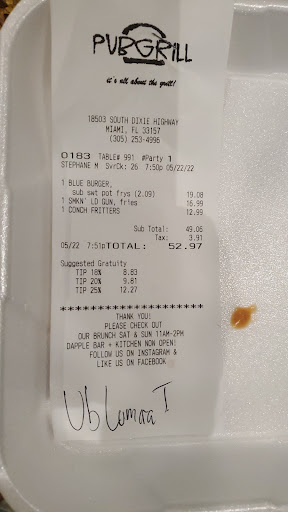 PUBGRILL
it's all about the grill!
18503 SOUTH DIXIE HIGHWAY
MIAMI, FL 33157
(305) 253-4996
0183 TABLE# 991 #Party 1
STEPHANE M SvrCk: 26 7:50p 05/22/22
1 BLUE BURGER,
sub swt pot frys (2.09) 19.08
1 SMKN' LD GUN, fries 16.99
1 CONCH FRITTERS 12.99
Sub Total: 49.06
Tax: 3.91
05/22 7:51p TOTAL: 52.97
Suggested Gratuity
TIP 18% 8.83
TIP 20% 9.81
TIP 25% 12.27
THANK YOU!
PLEASE CHECK OUT
OUR BRUNCH SAT & SUN 11AM-2PM
DAPPLE BAR + KITCHEN NOW OPEN!
FOLLOW US ON INSTAGRAM &
LIKE US ON FACEBOOK